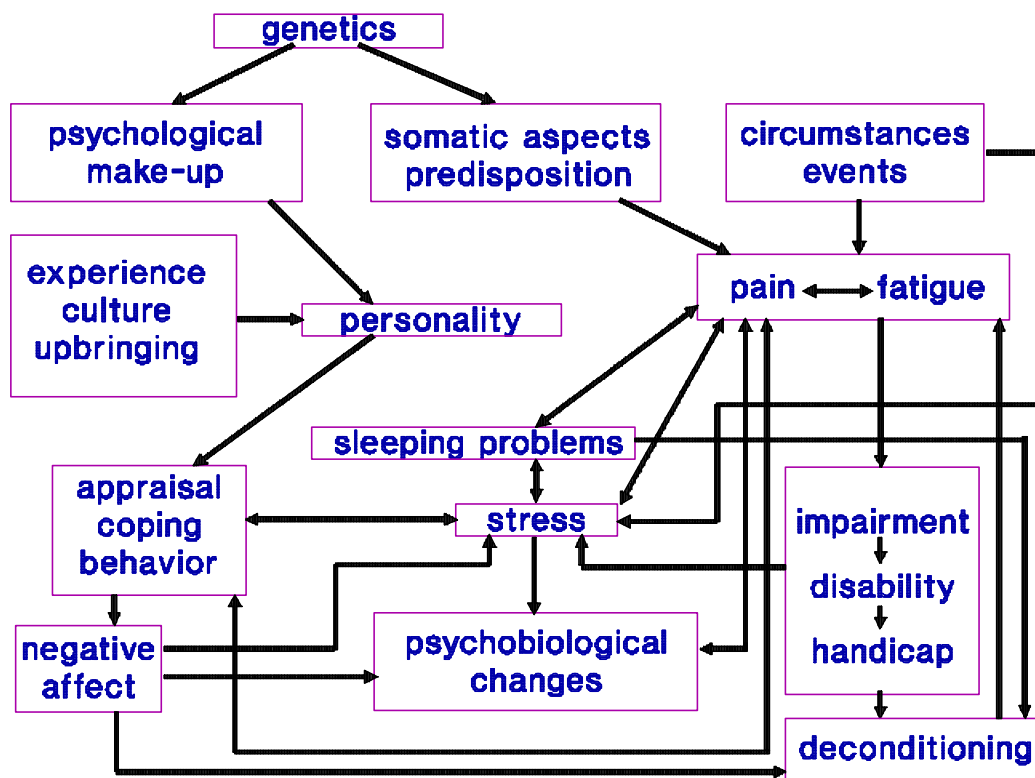 genetics
psychological
make-up
somatic aspects
predisposition
circumstances
events
experience
culture
upbringing
personality
pain
fatigue
sleeping problems
appraisal
coping
behavior
stress
impairment
disability
handicap
negative
affect
psychobiological
changes
deconditioning